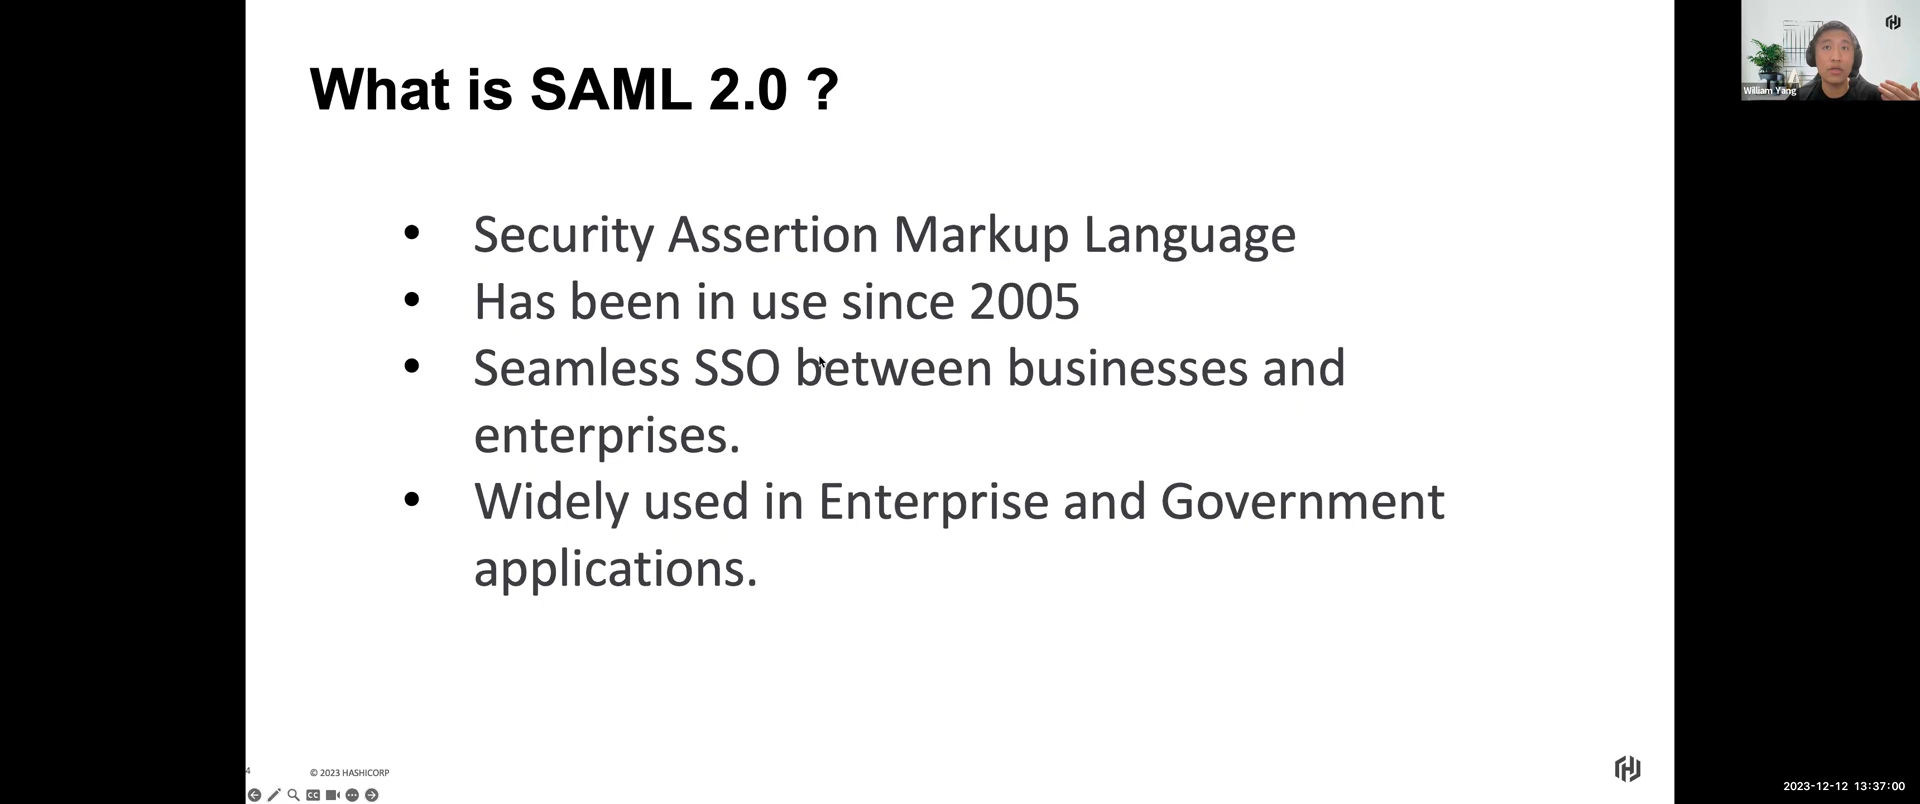 What is SAML 2.0 ?
William Yang
• Security Assertion Markup Language
• Has been in use since 2005
• Seamless SSO between businesses and
enterprises.
• Widely used in Enterprise and Government
applications.
4
© 2023 HASHICORP
CC
2023-12-12 13:37:00